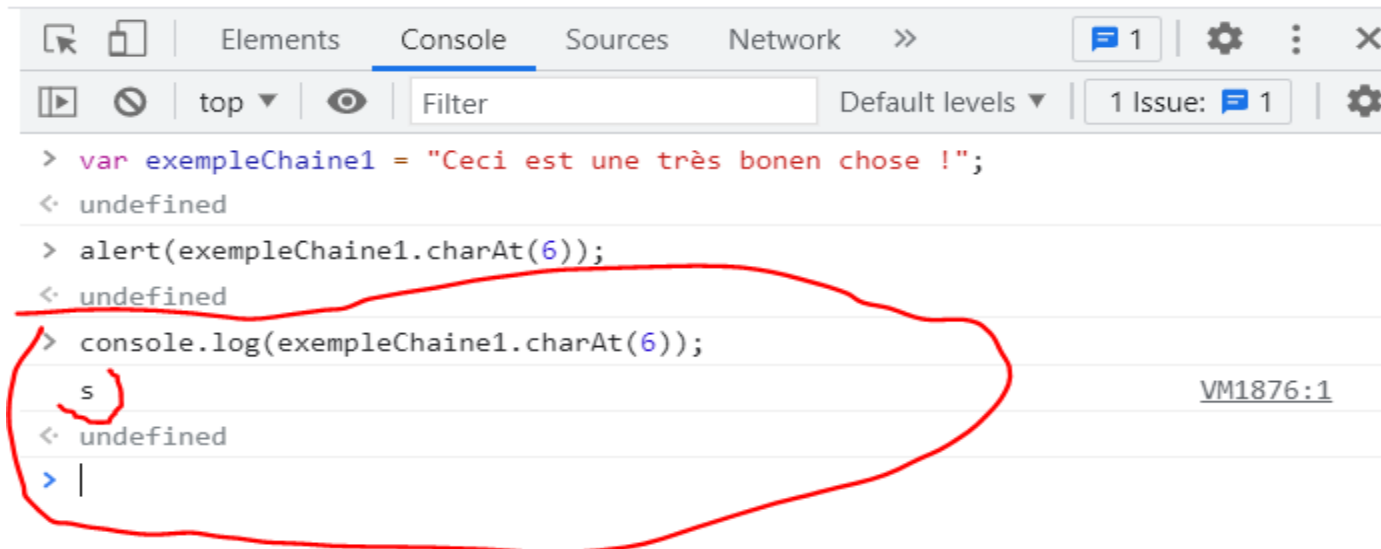 Elements Console Sources Network » 1
top ▼ Filter Default levels ▼ 1 Issue: 1
> var exempleChaine1 = "Ceci est une très bonen chose !";
undefined
> alert(exempleChaine1.charAt(6));
undefined
> console.log(exempleChaine1.charAt(6));
s VM1876:1
undefined
>